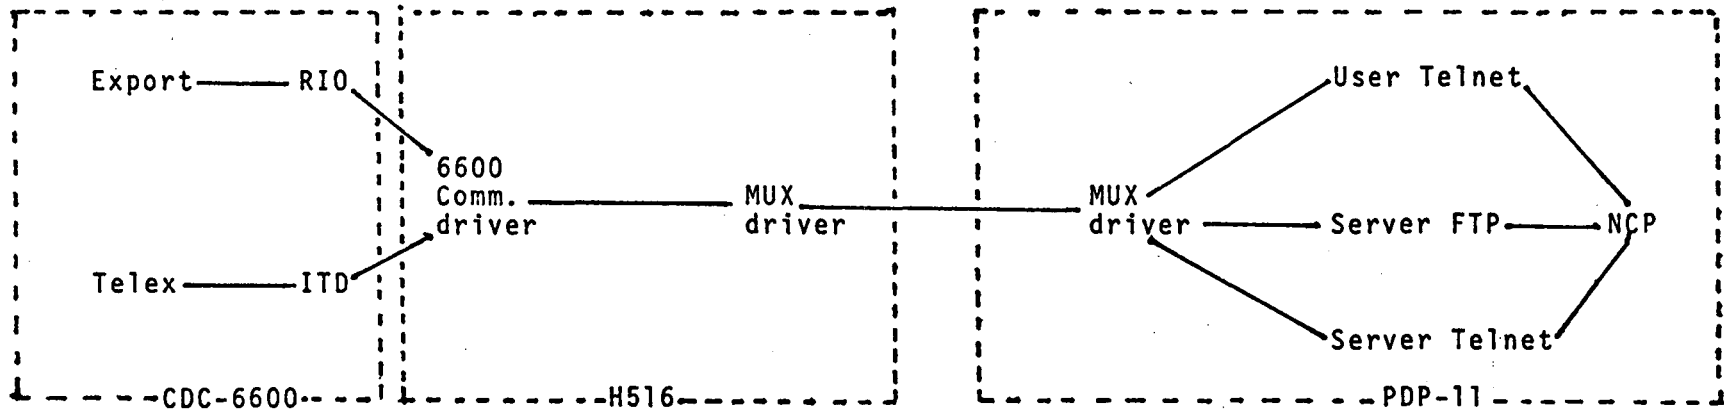 Export
RIO
User Telnet
6600
Comm.
driver
MUX
driver
MUX
driver
Server FTP
NCP
Telex
ITD
Server Telnet
CDC-6600
H516
PDP-11